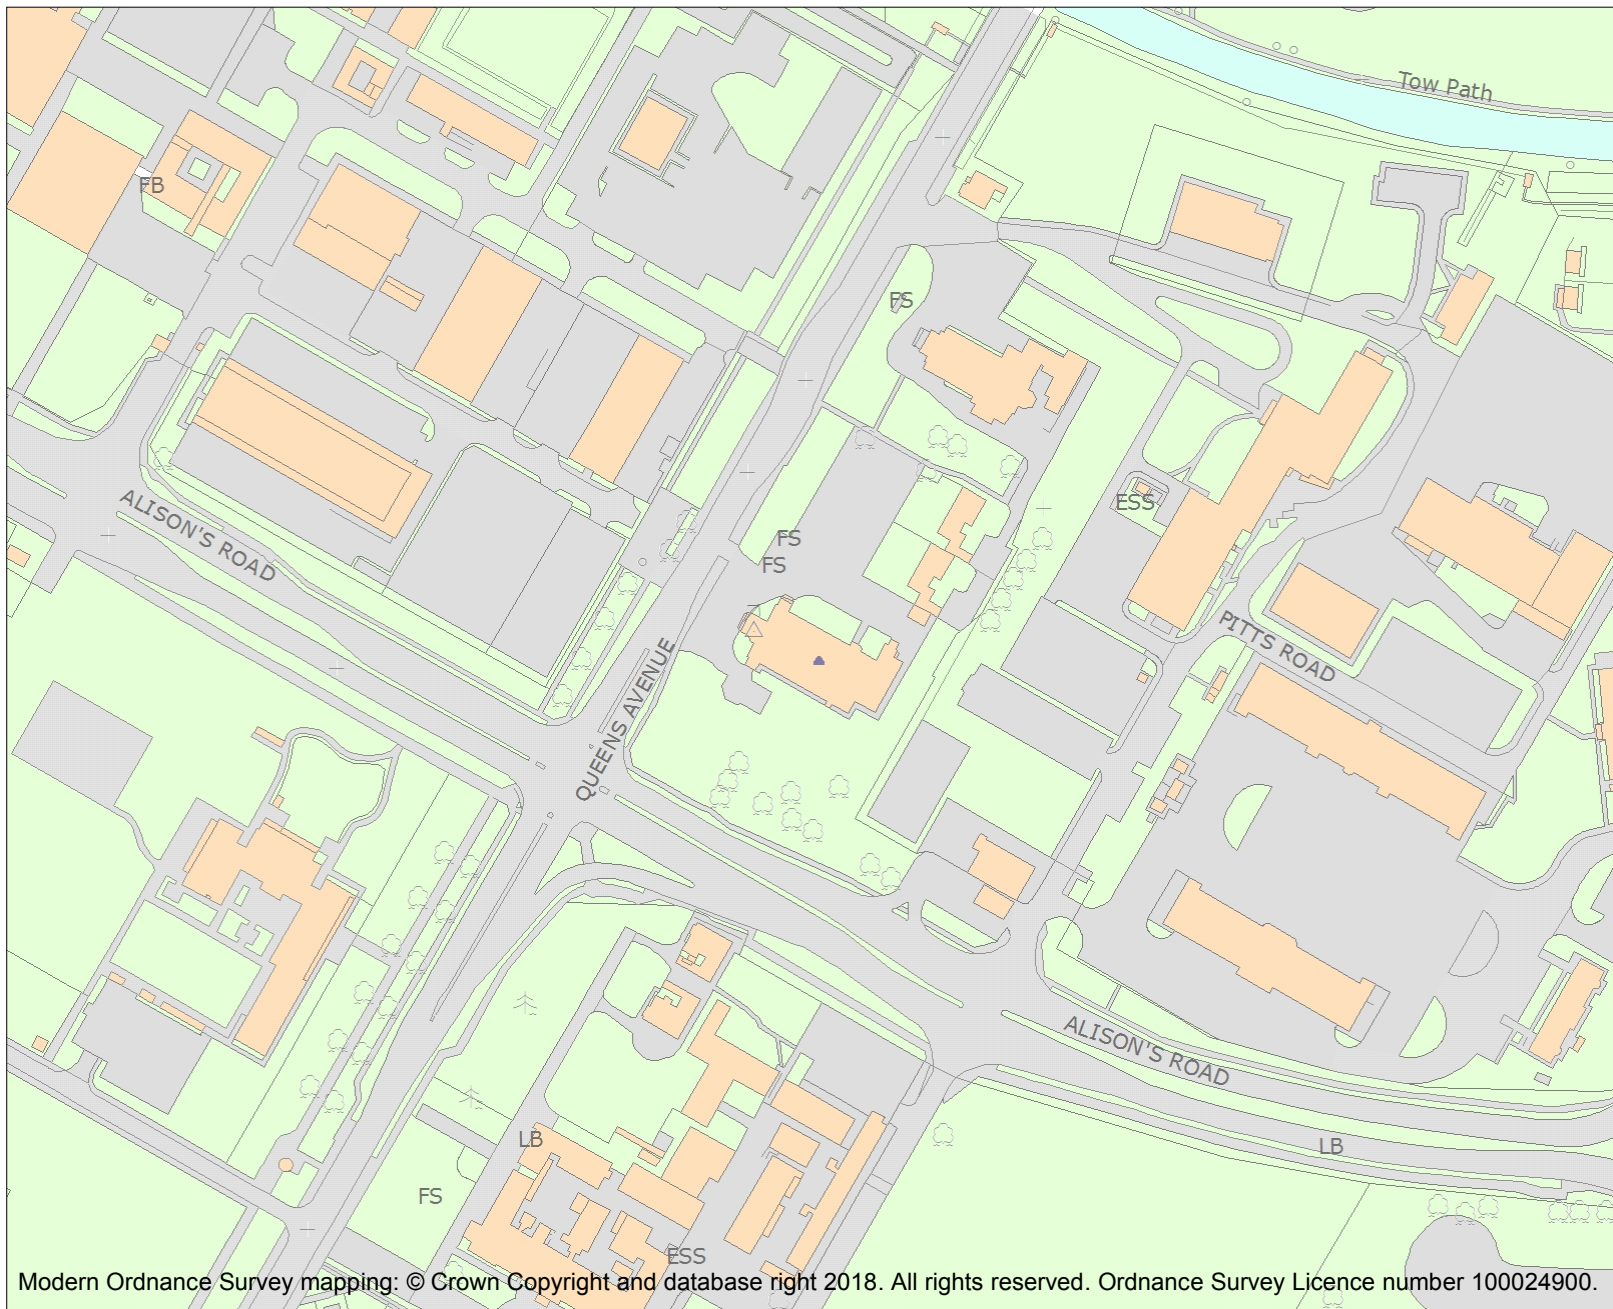 Tow Path
FB
FS
ESS
ALISON'S ROAD
FS
FS
PITTS ROAD
QUEENS AVENUE
ALISON'S ROAD
LB
LB
FS
ESS
Modern Ordnance Survey mapping: © Crown Copyright and database right 2018. All rights reserved. Ordnance Survey Licence number 100024900.